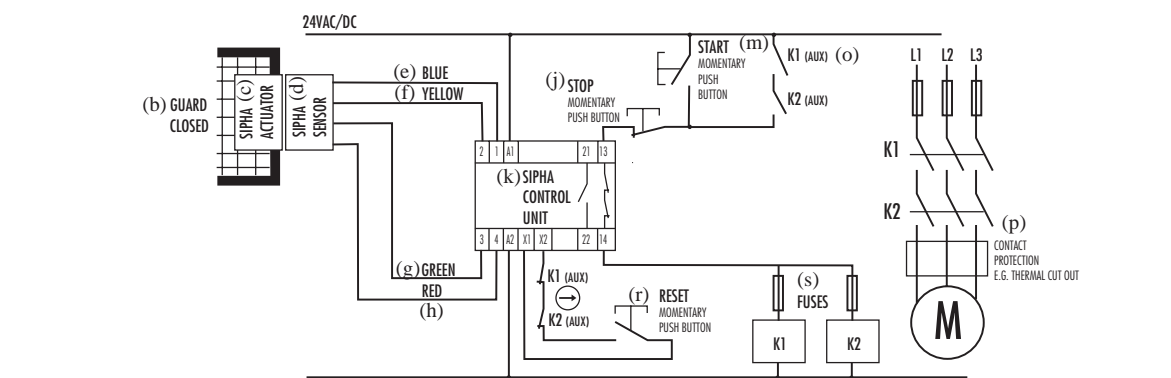 24VAC/DC
(m)
START
MOMENTARY
PUSH
BUTTON
K1 (AUX) (o)
K2 (AUX)
L1 L2 L3
(j) STOP
MOMENTARY
PUSH BUTTON
(e) BLUE
(f) YELLOW
(b) GUARD
CLOSED
SIPHA (c)
ACTUATOR
SIPHA (d)
SENSOR
2 1 A1 21 13
(k) SIPHA
CONTROL
UNIT
3 4 A2 X1 X2 22 14
K1
K2
(p)
CONTACT
PROTECTION
E.G. THERMAL CUT OUT
(g) GREEN
RED
(h)
K1 (AUX)
K2 (AUX)
(r) RESET
MOMENTARY
PUSH BUTTON
(s)
FUSES
K1
K2
M